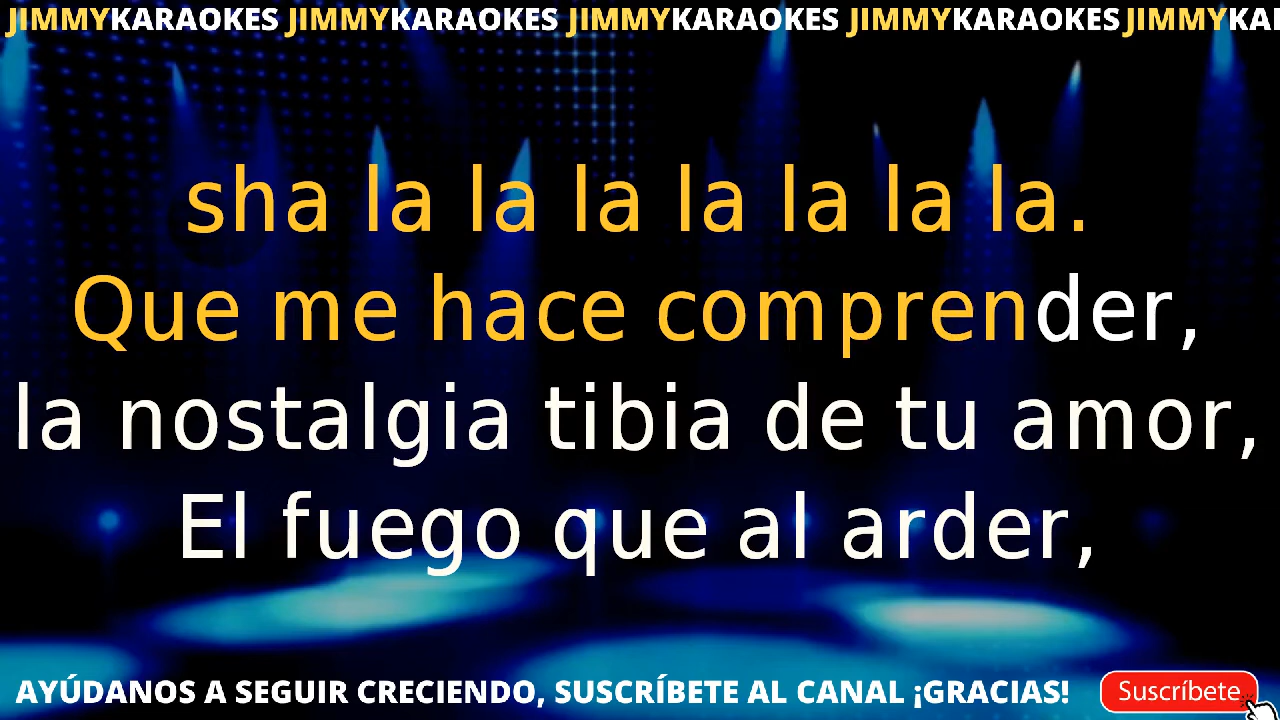 JIMMYKARAOKES JIMMYKARAOKES JIMMYKARAOKES JIMMYKARAOKES JIMMYKA
sha la la la la la la la.
Que me hace comprender,
la nostalgia tibia de tu amor,
El fuego que al arder,
AYÚDANOS A SEGUIR CRECIENDO, SUSCRÍBETE AL CANAL ¡GRACIAS! Suscríbete